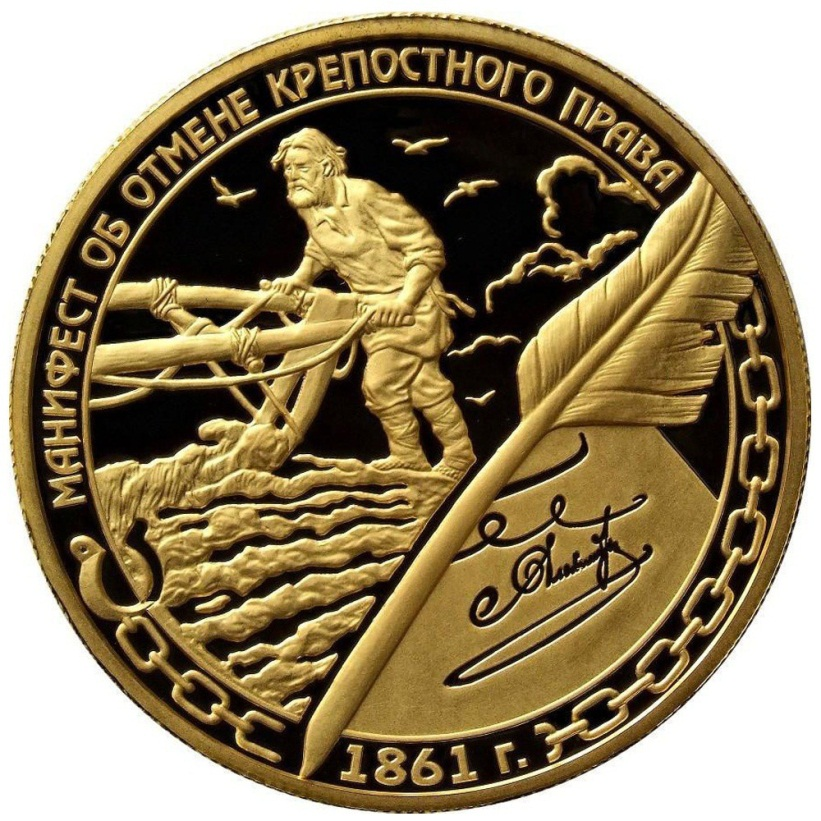 МАНИФЕСТ ОБ ОТМЕНЕ КРЕПОСТНОГО ПРАВА
1861 г.